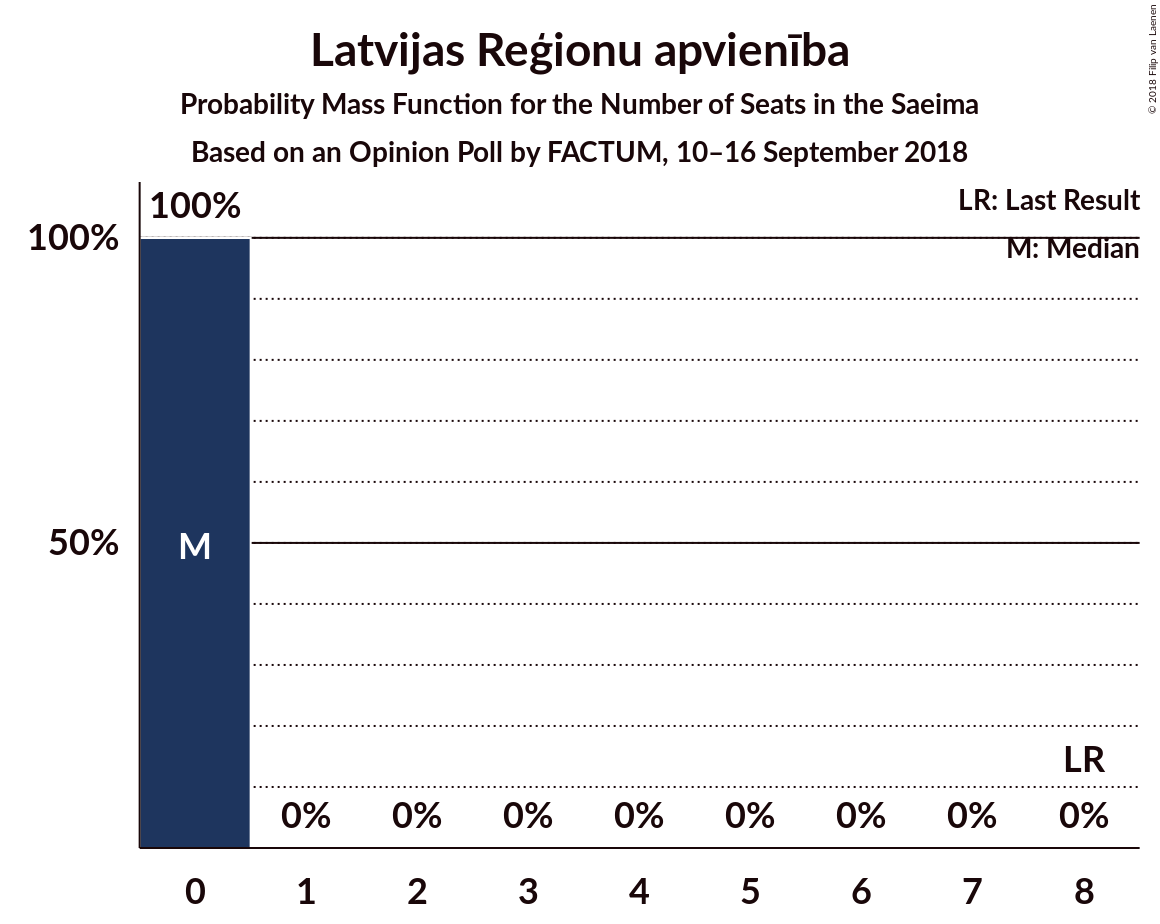 Latvijas Reģionu apvienība
Probability Mass Function for the Number of Seats in the Saeima
Based on an Opinion Poll by FACTUM, 10–16 September 2018
© 2018 Filip van Laenen
LR: Last Result
M: Median
100%
100%
50%
M
LR
0% 0% 0% 0% 0% 0% 0% 0%
0 1 2 3 4 5 6 7 8